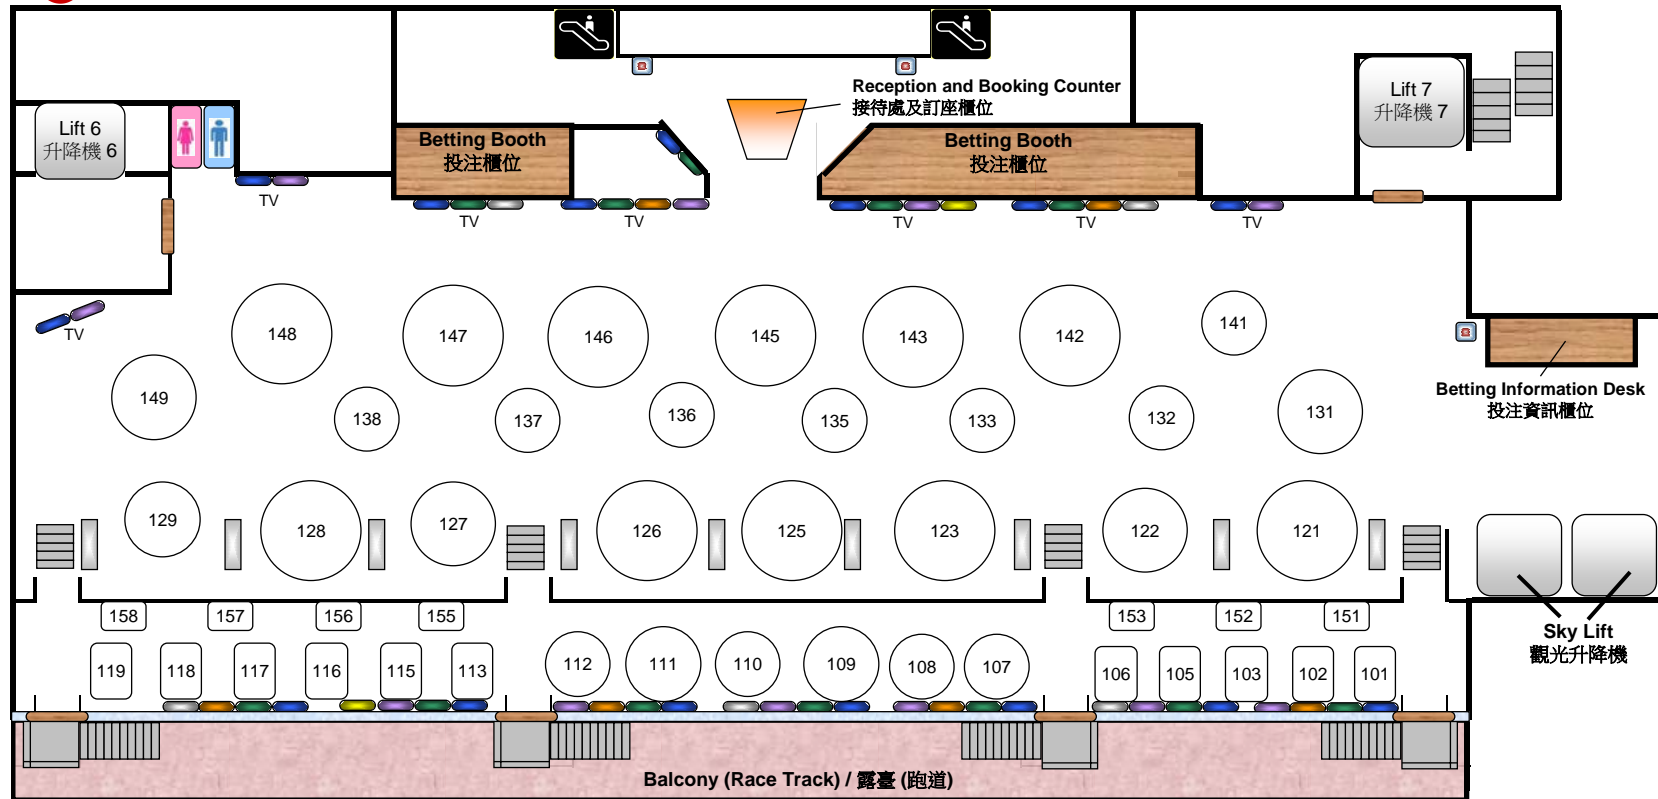 Reception and Booking Counter
接待處及訂座櫃位
Lift 6
升降機 6
Lift 7
升降機 7
Betting Booth
投注櫃位
Betting Booth
投注櫃位
TV
TV
TV
TV
TV
TV
TV
148
147
146
145
143
142
141
149
138
137
136
135
133
132
131
Betting Information Desk
投注資訊櫃位
129
128
127
126
125
123
122
121
158
157
156
155
153
152
151
Sky Lift
觀光升降機
119
118
117
116
115
113
112
111
110
109
108
107
106
105
103
102
101
Balcony (Race Track) / 露臺 (跑道)